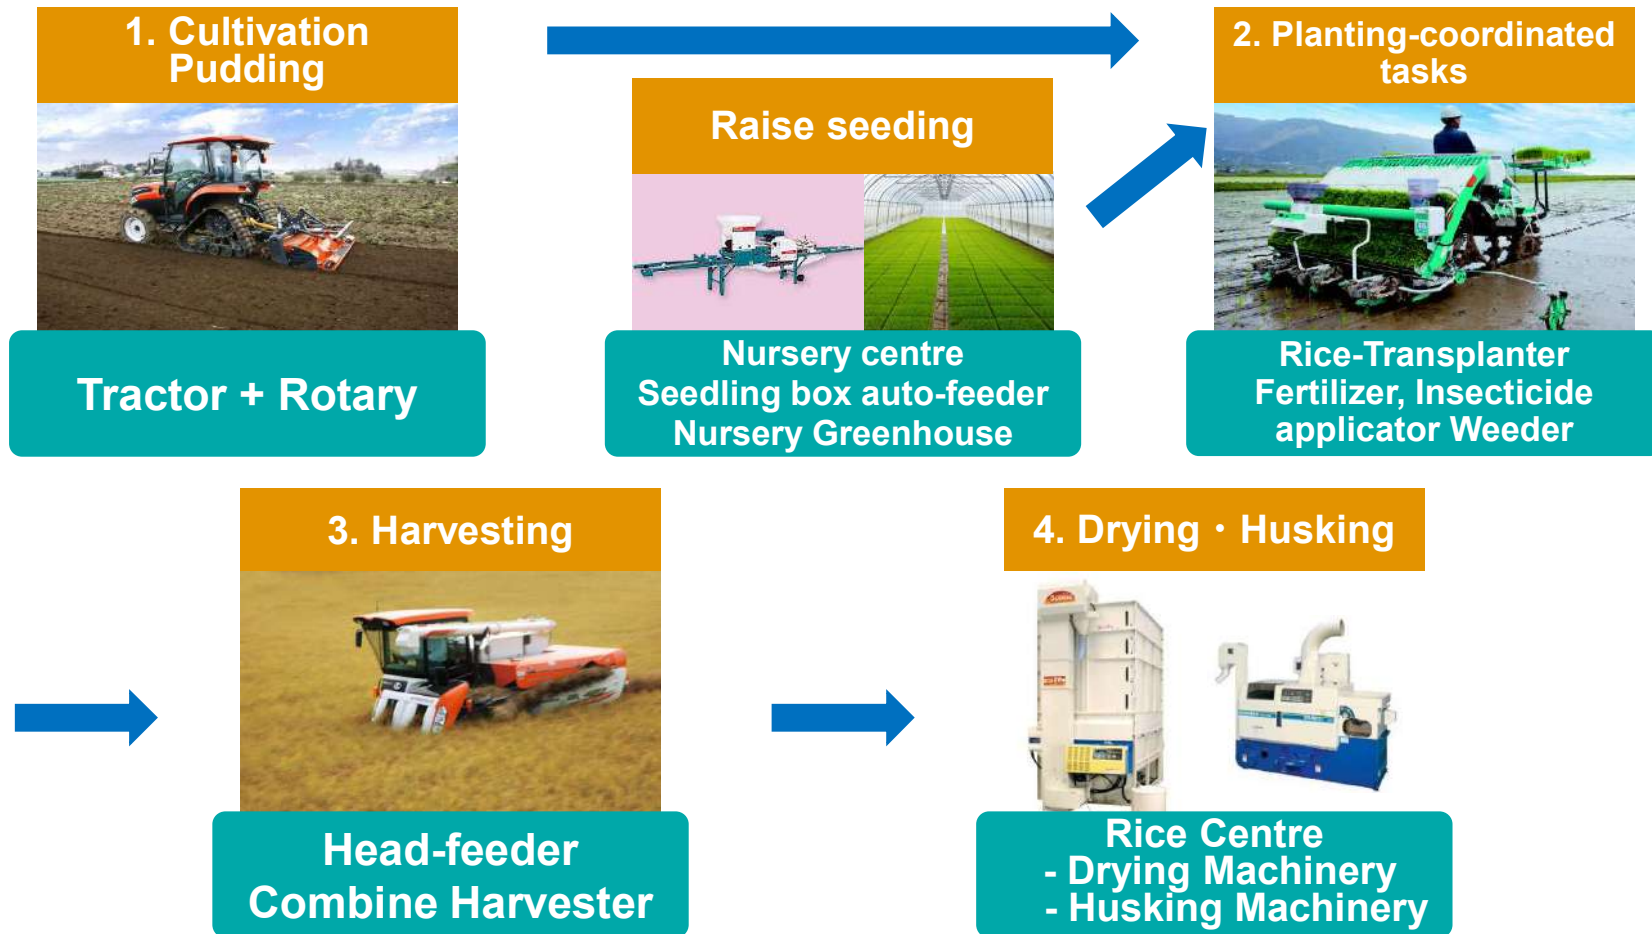 1. Cultivation
Pudding
2. Planting-coordinated
tasks
Raise seeding
Tractor + Rotary
Nursery centre
Seedling box auto-feeder
Nursery Greenhouse
Rice-Transplanter
Fertilizer, Insecticide
applicator Weeder
3. Harvesting
4. Drying・Husking
Head-feeder
Combine Harvester
Rice Centre
- Drying Machinery
- Husking Machinery